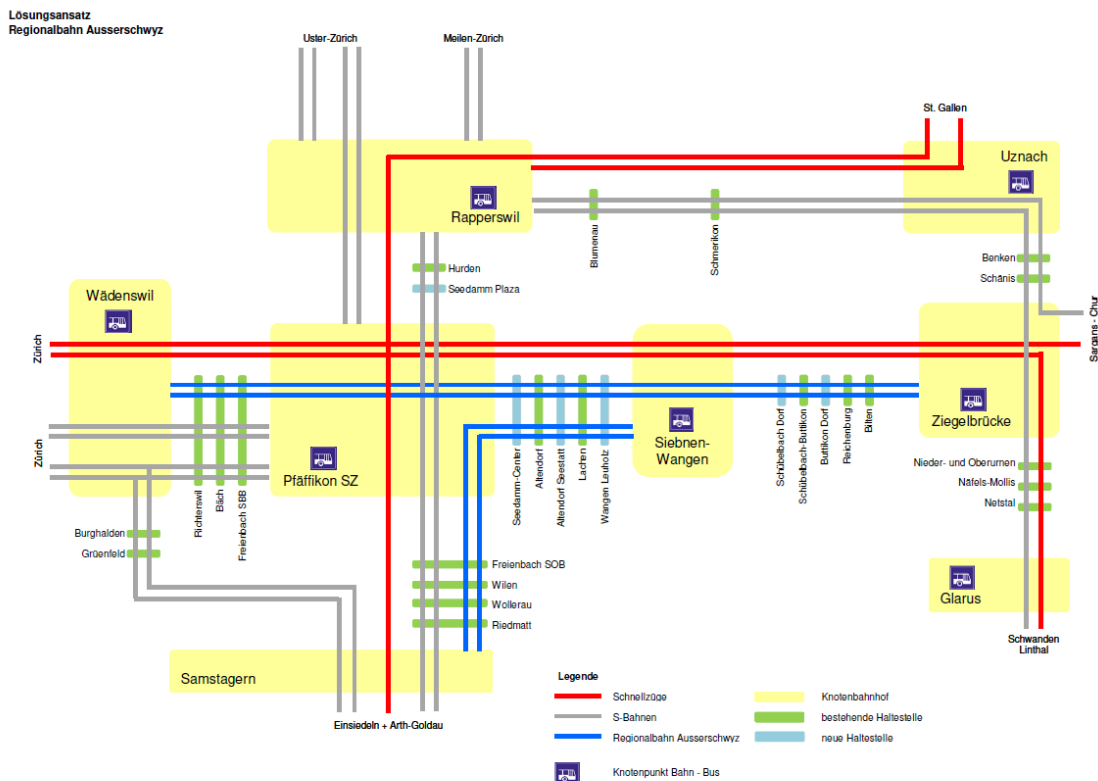 Lösungsansatz
Regionalbahn Ausserschwyz
Uster-Zürich
Meilen-Zürich
St. Gallen
Uznach
Rapperswil
Blumenau
Schmerikon
Benken
Schänis
Hurden
Seedamm Plaza
Wädenswil
Zürich
Sargans - Chur
Zürich
Pfäffikon SZ
Siebnen-
Wangen
Ziegelbrücke
Richterswil
Bäch
Freienbach SBB
Seedamm-Center
Altendorf
Altendorf Seestatt
Lachen
Wangen Leuholz
Schübelbach Dorf
Schübelbach-Buttikon
Buttikon Dorf
Reichenburg
Bilten
Nieder- und Oberurnen
Näfels-Mollis
Netstal
Burghalden
Grüenfeld
Freienbach SOB
Wilen
Wollerau
Riedmatt
Glarus
Schwanden
Linthal
Samstagern
Einsiedeln + Arth-Goldau
Legende
Schnellzüge
S-Bahnen
Regionalbahn Ausserschwyz
Knotenbahnhof
bestehende Haltestelle
neue Haltestelle
Knotenpunkt Bahn - Bus